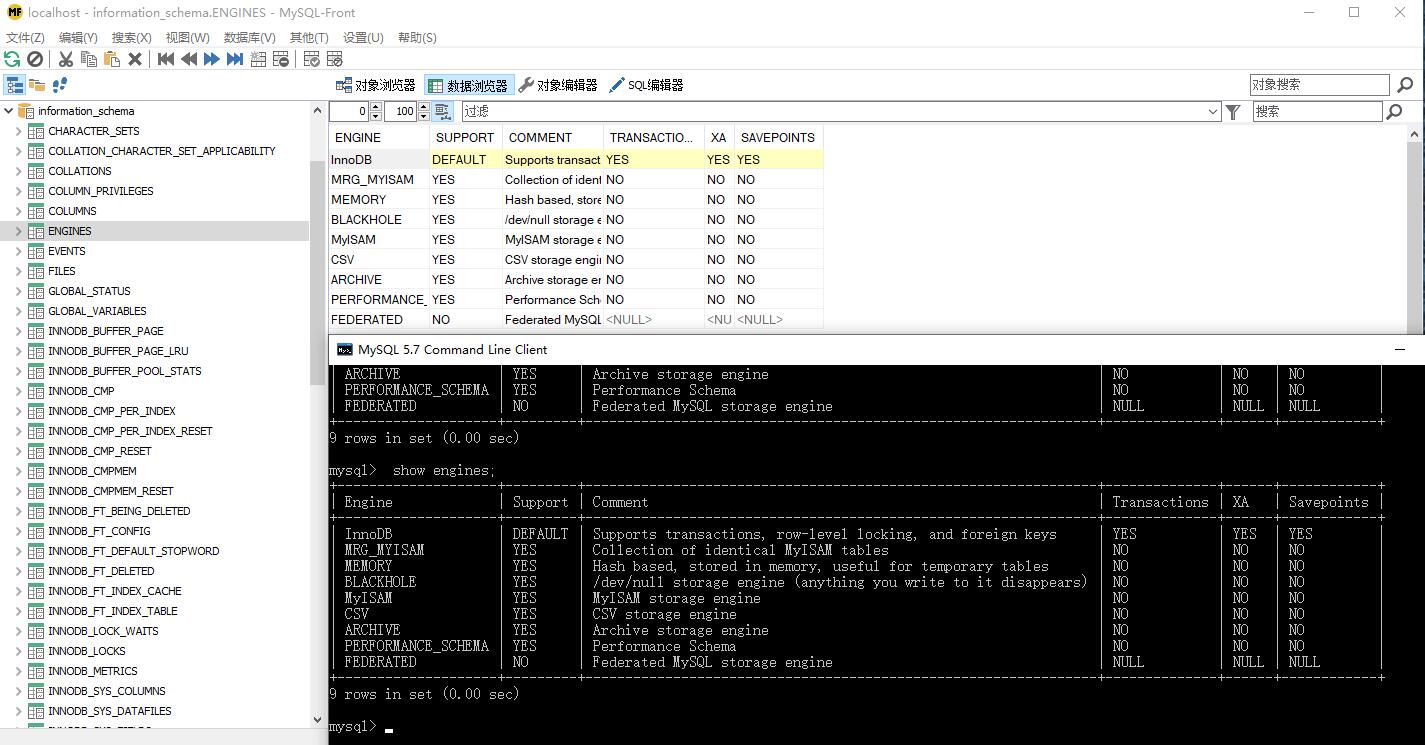 localhost - information_schema.ENGINES - MySQL-Front
文件(Z) 编辑(Y) 搜索(X) 视图(W) 数据库(V) 其他(T) 设置(U) 帮助(S)
对象浏览器 数据浏览器 对象编辑器 SQL编辑器 对象搜索
0 100 过滤 搜索
information_schema
CHARACTER_SETS
COLLATION_CHARACTER_SET_APPLICABILITY
COLLATIONS
COLUMN_PRIVILEGES
COLUMNS
ENGINES
EVENTS
FILES
GLOBAL_STATUS
GLOBAL_VARIABLES
INNODB_BUFFER_PAGE
INNODB_BUFFER_PAGE_LRU
INNODB_BUFFER_POOL_STATS
INNODB_CMP
INNODB_CMP_PER_INDEX
INNODB_CMP_PER_INDEX_RESET
INNODB_CMP_RESET
INNODB_CMPMEM
INNODB_CMPMEM_RESET
INNODB_FT_BEING_DELETED
INNODB_FT_CONFIG
INNODB_FT_DEFAULT_STOPWORD
INNODB_FT_DELETED
INNODB_FT_INDEX_CACHE
INNODB_FT_INDEX_TABLE
INNODB_LOCK_WAITS
INNODB_LOCKS
INNODB_METRICS
INNODB_SYS_COLUMNS
INNODB_SYS_DATAFILES
ENGINE SUPPORT COMMENT TRANSACTIO... XA SAVEPOINTS
InnoDB DEFAULT Supports transact YES YES YES
MRG_MYISAM YES Collection of ident NO NO NO
MEMORY YES Hash based, store NO NO NO
BLACKHOLE YES /dev/null storage e NO NO NO
MyISAM YES MyISAM storage e NO NO NO
CSV YES CSV storage engin NO NO NO
ARCHIVE YES Archive storage er NO NO NO
PERFORMANCE_ YES Performance Sch NO NO NO
FEDERATED NO Federated MySQL <NULL> <NU <NULL>
MySQL 5.7 Command Line Client
| ARCHIVE | YES | Archive storage engine | NO | NO | NO |
| PERFORMANCE_SCHEMA | YES | Performance Schema | NO | NO | NO |
| FEDERATED | NO | Federated MySQL storage engine | NULL | NULL | NULL |
9 rows in set (0.00 sec)
mysql> show engines;
| Engine | Support | Comment | Transactions | XA | Savepoints |
| InnoDB | DEFAULT | Supports transactions, row-level locking, and foreign keys | YES | YES | YES |
| MRG_MYISAM | YES | Collection of identical MyISAM tables | NO | NO | NO |
| MEMORY | YES | Hash based, stored in memory, useful for temporary tables | NO | NO | NO |
| BLACKHOLE | YES | /dev/null storage engine (anything you write to it disappears) | NO | NO | NO |
| MyISAM | YES | MyISAM storage engine | NO | NO | NO |
| CSV | YES | CSV storage engine | NO | NO | NO |
| ARCHIVE | YES | Archive storage engine | NO | NO | NO |
| PERFORMANCE_SCHEMA | YES | Performance Schema | NO | NO | NO |
| FEDERATED | NO | Federated MySQL storage engine | NULL | NULL | NULL |
9 rows in set (0.00 sec)
mysql>